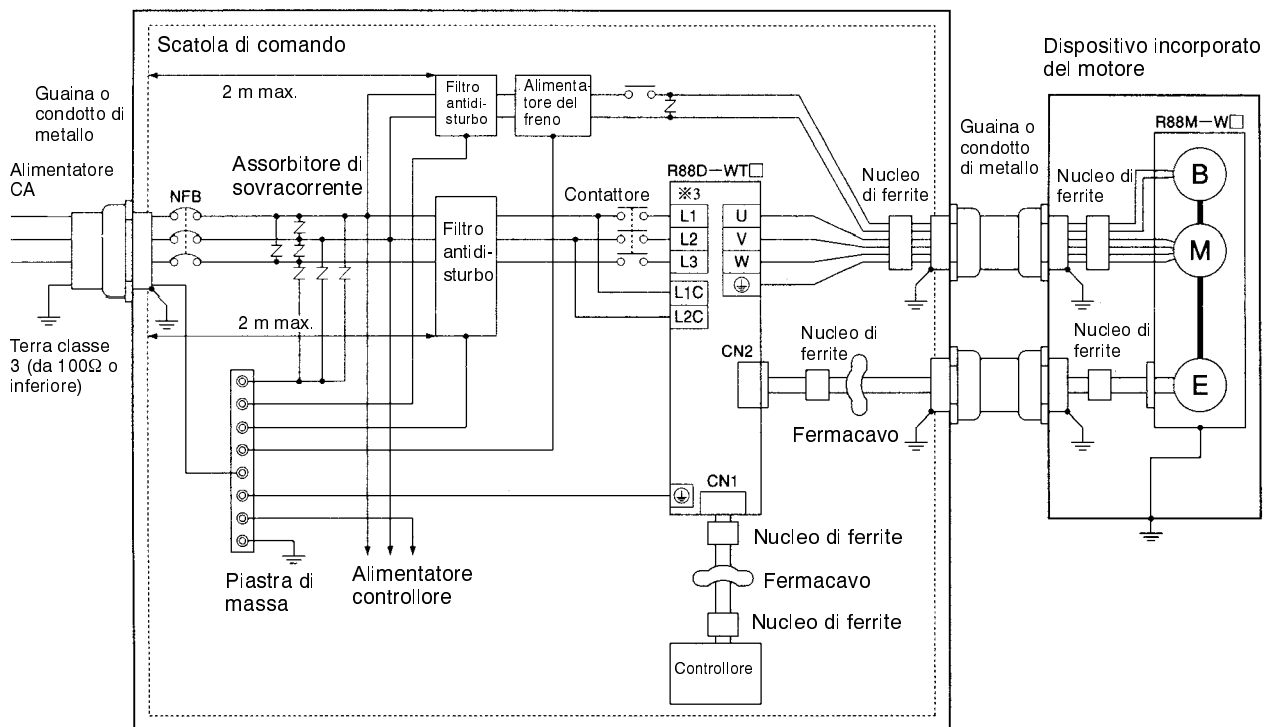 Scatola di comando
Dispositivo incorporato
del motore
2 m max.
Filtro
antidi-
sturbo
Alimenta-
tore del
freno
Guaina o
condotto di
metallo
Guaina o
condotto
di metallo
R88M－W□
Alimentatore
CA
NFB
Assorbitore di
sovracorrente
Contattore
R88D－WT□
Nucleo
di ferrite
Nucleo di
ferrite
B
※3
L1
U
L2
V
L3
W
L1C
L2C
Filtro
antidi-
sturbo
M
2 m max.
Terra classe
3 (da 100Ω o
inferiore)
CN2
Nucleo di
ferrite
Nucleo di
ferrite
E
Fermacavo
CN1
Nucleo di ferrite
Piastra di
massa
Alimentatore
controllore
Fermacavo
Nucleo di ferrite
Controllore